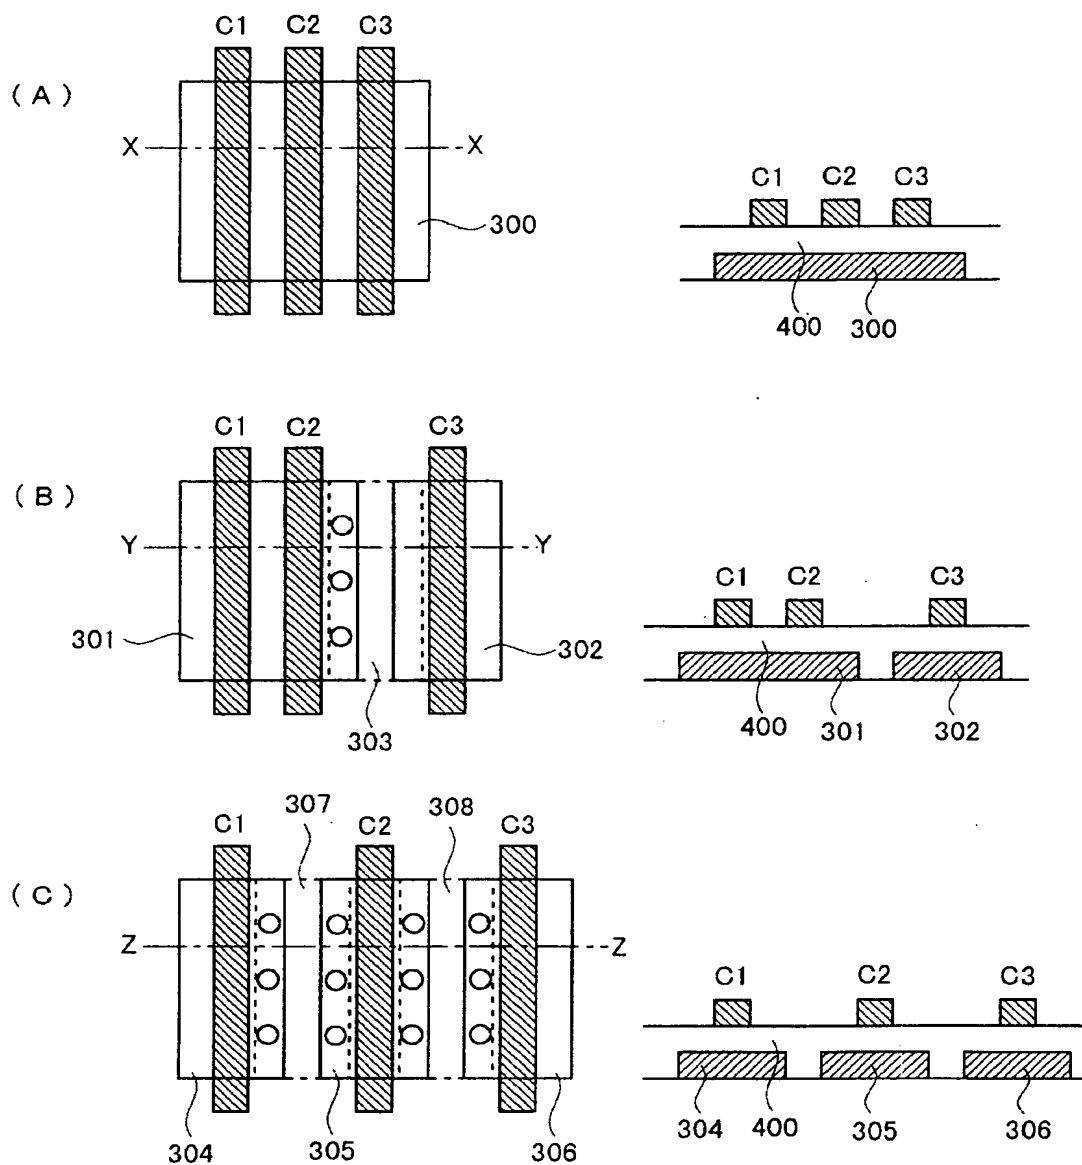 C1 C2 C3
(A)
X X
300
C1 C2 C3
400 300
C1 C2 C3
(B)
Y Y
301
302
303
C1 C2 C3
400 301 302
307 308
C1 C2 C3
(C)
Z Z
304 305 306
C1 C2 C3
304 400 305 306